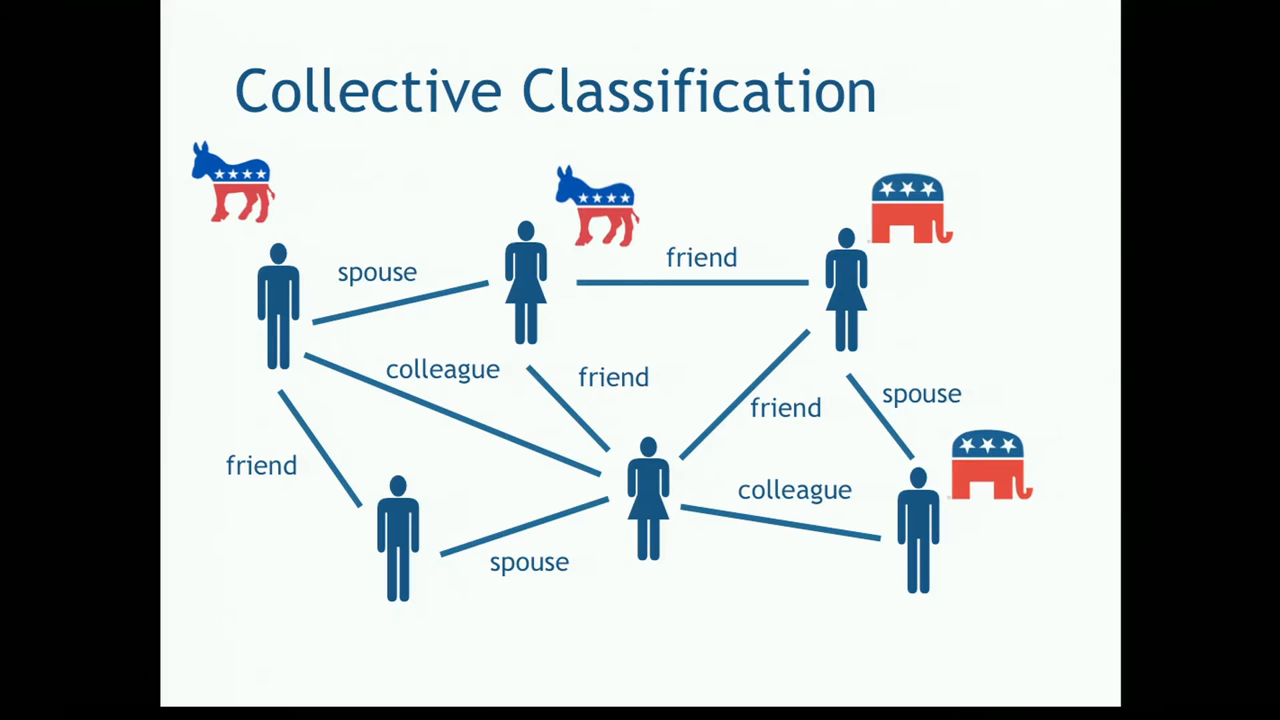 Collective Classification
spouse
friend
colleague
friend
friend
spouse
friend
colleague
spouse